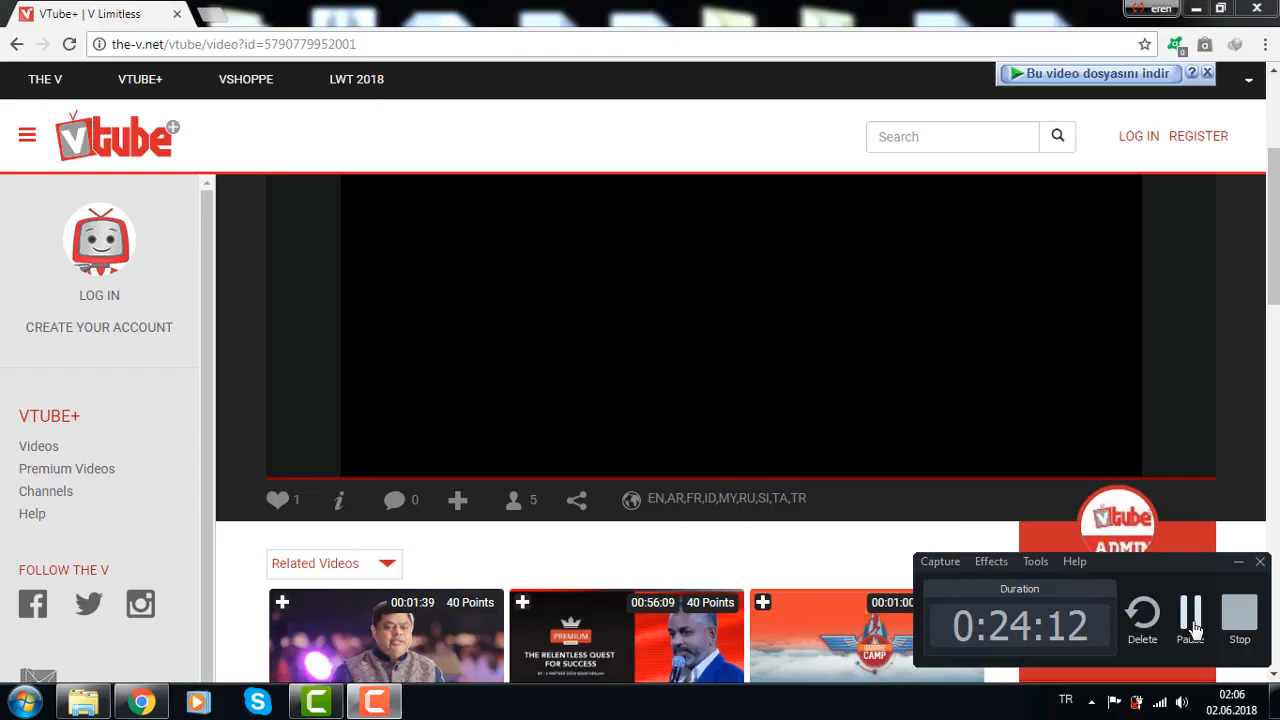 VTube+ | V Limitless
eren
the-v.net/vtube/video?id=5790779952001
0
THE V
VTUBE+
VSHOPPE
LWT 2018
Bu video dosyasını indir
?
vtube
Search
LOG IN
REGISTER
LOG IN
CREATE YOUR ACCOUNT
VTUBE+
Videos
Premium Videos
Channels
Help
FOLLOW THE V
1
0
5
EN,AR,FR,ID,MY,RU,SI,TA,TR
vtube
ADMIN
Related Videos
00:01:39 40 Points
00:56:09 40 Points
PREMIUM
THE RELENTLESS QUEST
FOR SUCCESS
00:01:00
CAMP
Capture Effects Tools Help
Duration
0:24:12
Delete
Pause
Stop
TR
02:06
02.06.2018